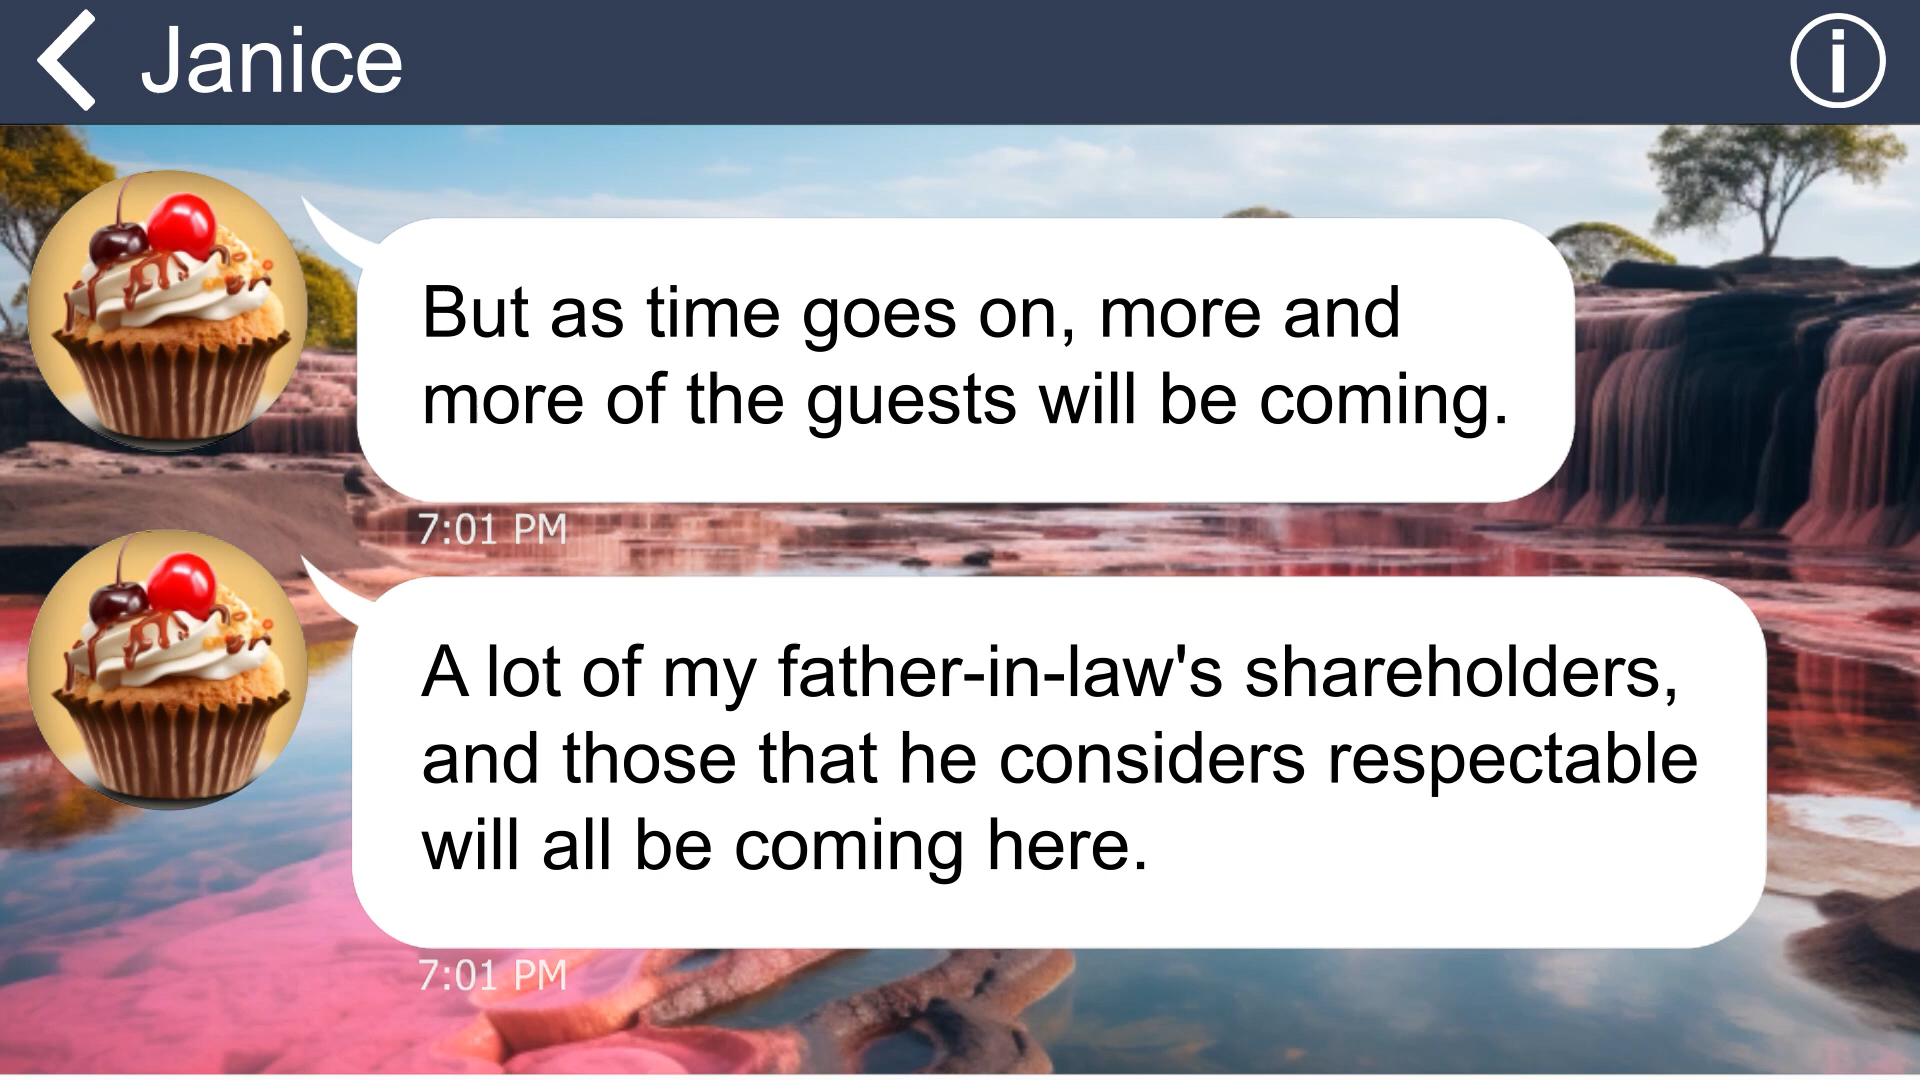 Janice
But as time goes on, more and
more of the guests will be coming.
7:01 PM
A lot of my father-in-law's shareholders,
and those that he considers respectable
will all be coming here.
7:01 PM